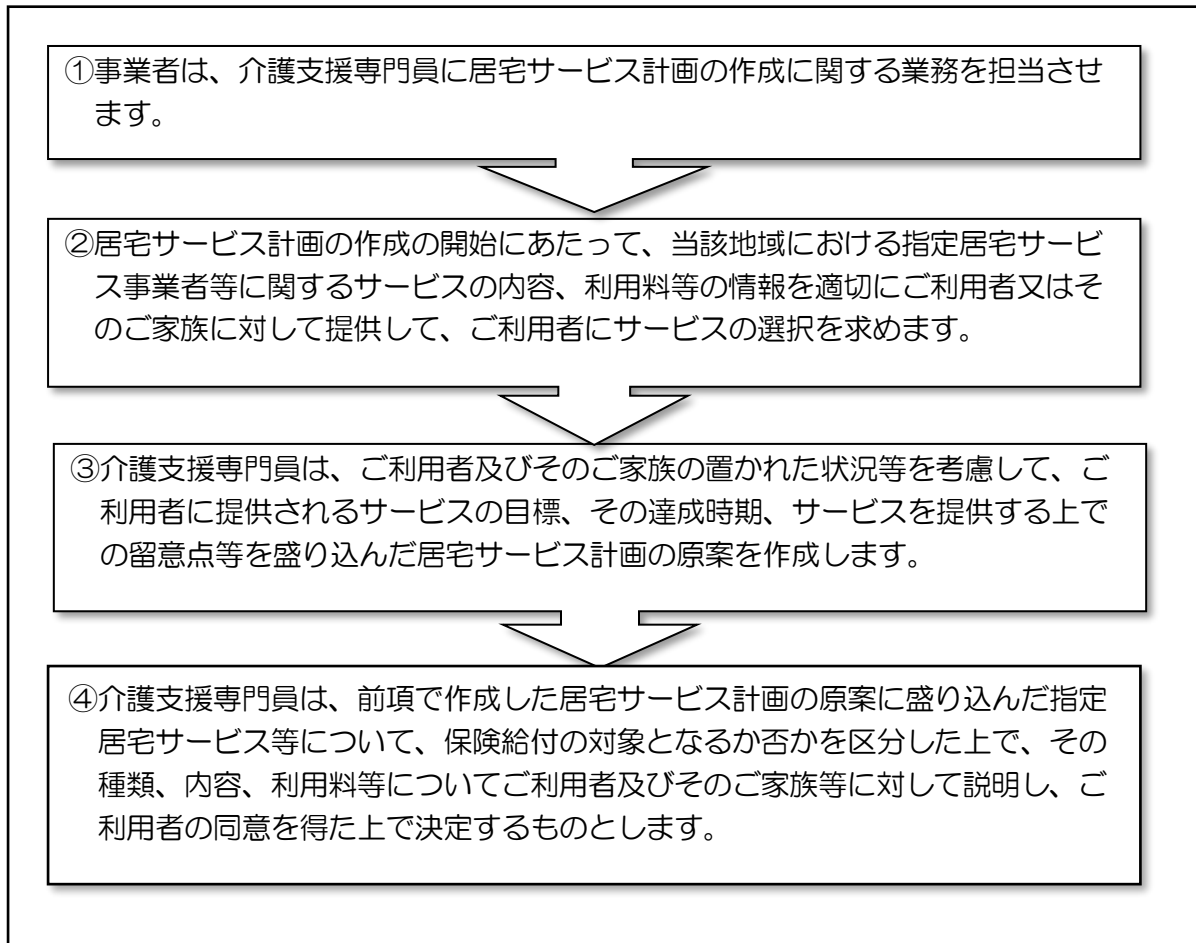 ①事業者は、介護支援専門員に居宅サービス計画の作成に関する業務を担当させ
ます。
②居宅サービス計画の作成の開始にあたって、当該地域における指定居宅サービ
ス事業者等に関するサービスの内容、利用料等の情報を適切にご利用者又はそ
のご家族に対して提供して、ご利用者にサービスの選択を求めます。
③介護支援専門員は、ご利用者及びそのご家族の置かれた状況等を考慮して、ご
利用者に提供されるサービスの目標、その達成時期、サービスを提供する上で
の留意点等を盛り込んだ居宅サービス計画の原案を作成します。
④介護支援専門員は、前項で作成した居宅サービス計画の原案に盛り込んだ指定
居宅サービス等について、保険給付の対象となるか否かを区分した上で、その
種類、内容、利用料等についてご利用者及びそのご家族等に対して説明し、ご
利用者の同意を得た上で決定するものとします。